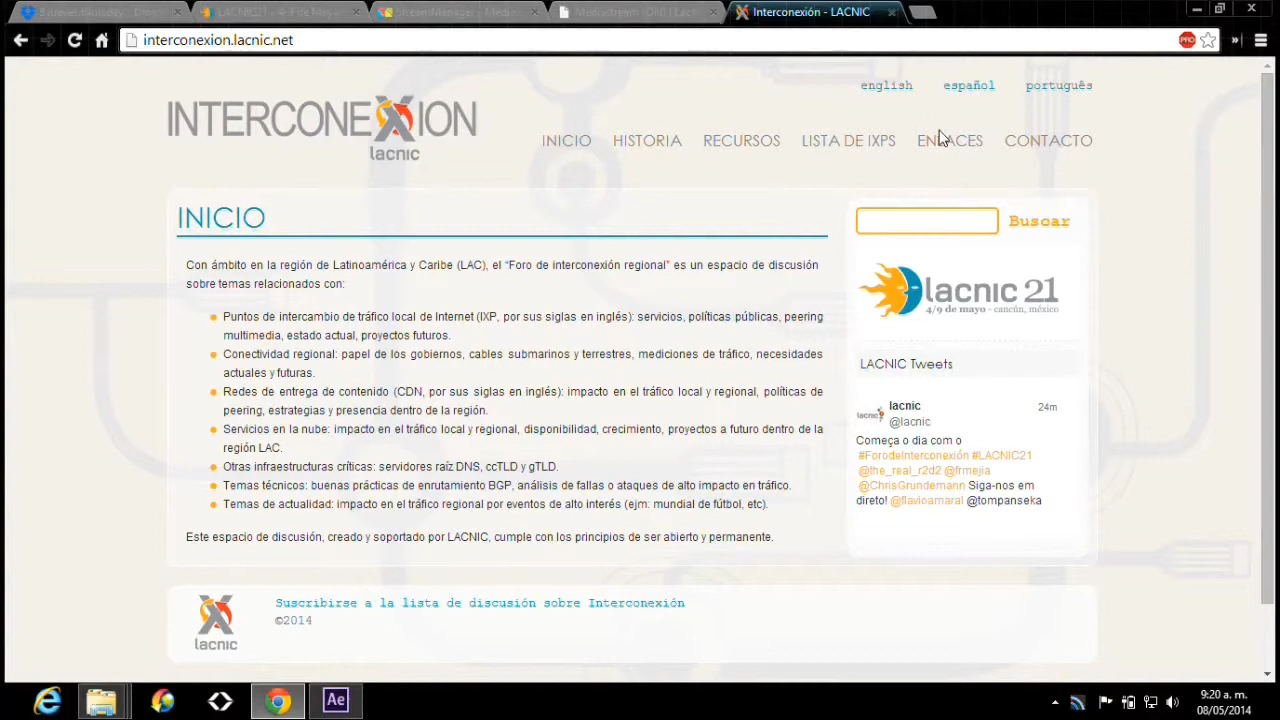 LACNIC21 - 4-9 de Mayo
Interconexión - LACNIC
interconexion.lacnic.net
PRO
english español português
INTERCONEXION
lacnic
INICIO HISTORIA RECURSOS LISTA DE IXPS ENLACES CONTACTO
INICIO
Con ámbito en la región de Latinoamérica y Caribe (LAC), el “Foro de interconexión regional” es un espacio de discusión
sobre temas relacionados con:
Puntos de intercambio de tráfico local de Internet (IXP, por sus siglas en inglés): servicios, políticas públicas, peering
multimedia, estado actual, proyectos futuros.
Conectividad regional: papel de los gobiernos, cables submarinos y terrestres, mediciones de tráfico, necesidades
actuales y futuras.
Redes de entrega de contenido (CDN, por sus siglas en inglés): impacto en el tráfico local y regional, políticas de
peering, estrategias y presencia dentro de la región.
Servicios en la nube: impacto en el tráfico local y regional, disponibilidad, crecimiento, proyectos a futuro dentro de la
región LAC.
Otras infraestructuras críticas: servidores raíz DNS, ccTLD y gTLD.
Temas técnicos: buenas prácticas de enrutamiento BGP, análisis de fallas o ataques de alto impacto en tráfico.
Temas de actualidad: impacto en el tráfico regional por eventos de alto interés (ejm: mundial de fútbol, etc).
Este espacio de discusión, creado y soportado por LACNIC, cumple con los principios de ser abierto y permanente.
Buscar
lacnic 21
4/9 de mayo - cancún, méxico
LACNIC Tweets
lacnic 24m
@lacnic
Começa o dia com o
#ForodeInterconexión #LACNIC21
@the_real_r2d2 @frmejia
@ChrisGrundemann Siga-nos em
direto! @flavioamaral @tompanseka
lacnic
Suscribirse a la lista de discusión sobre Interconexión
©2014
Ae
9:20 a. m.
08/05/2014